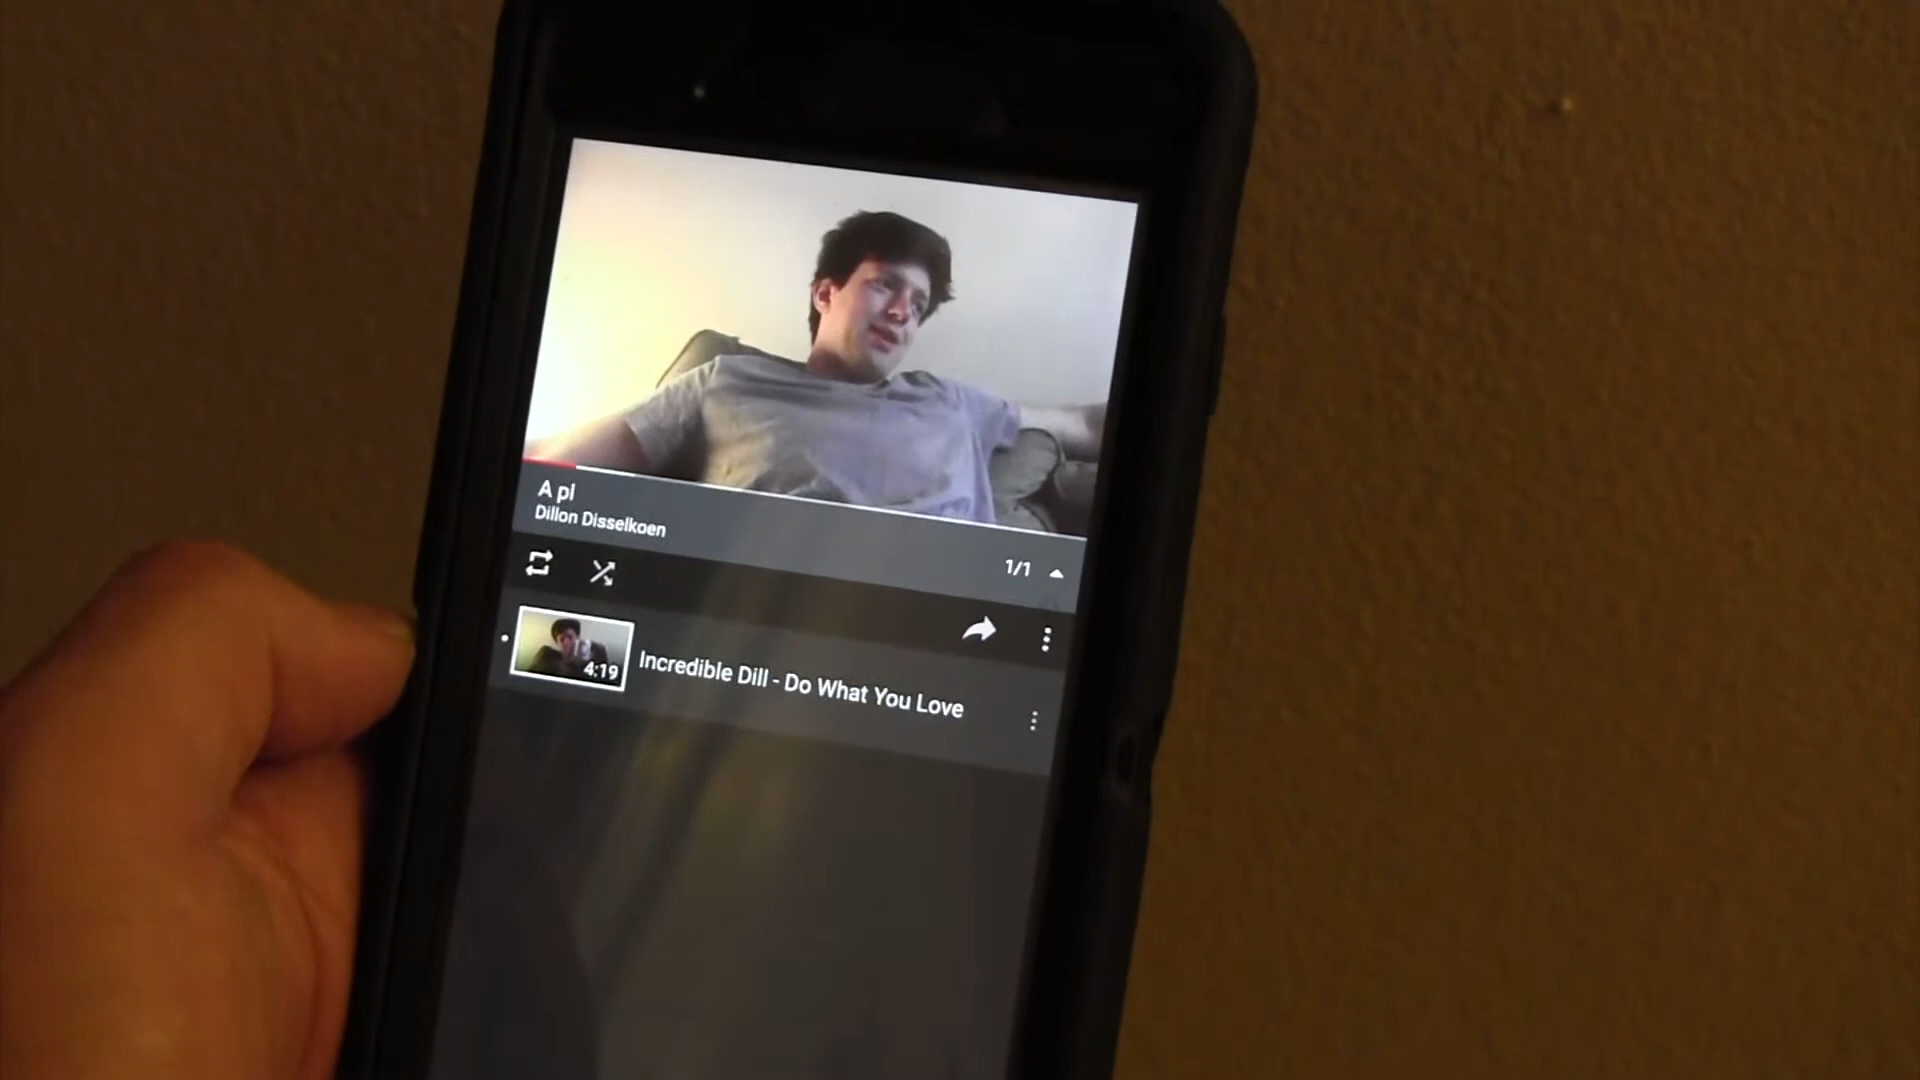 A pl
Dillon Disselkoen
1/1
4:19
Incredible Dill - Do What You Love